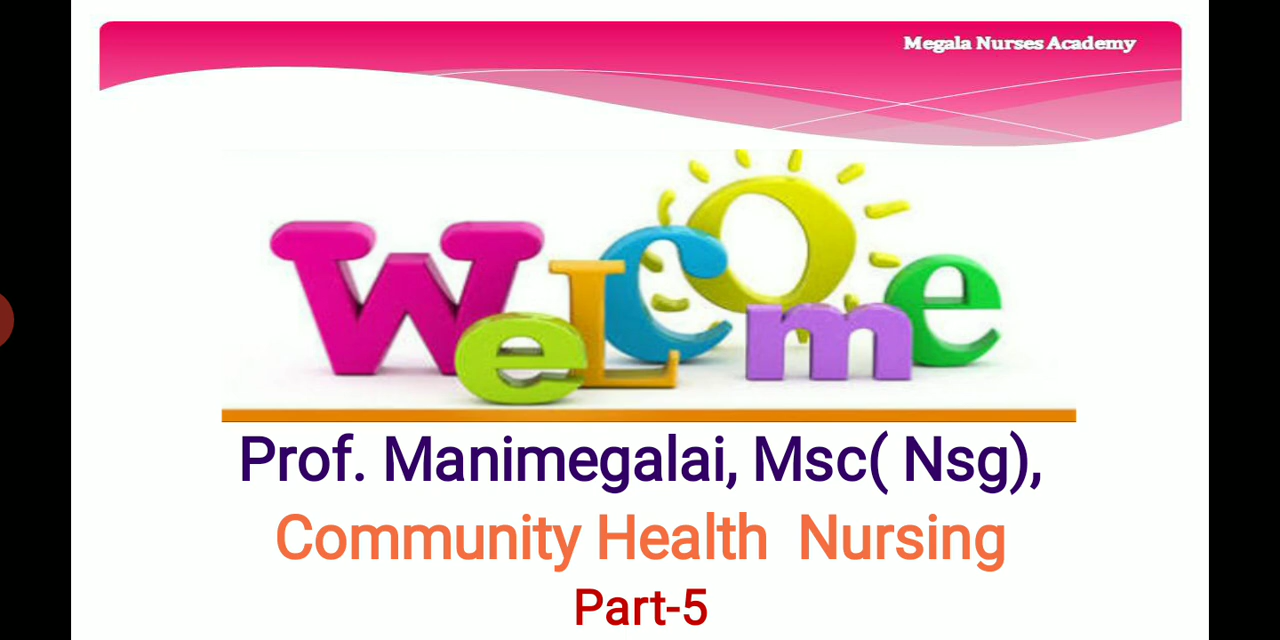 Megala Nurses Academy
WeLcOme
Prof. Manimegalai, Msc( Nsg),
Community Health  Nursing
Part-5